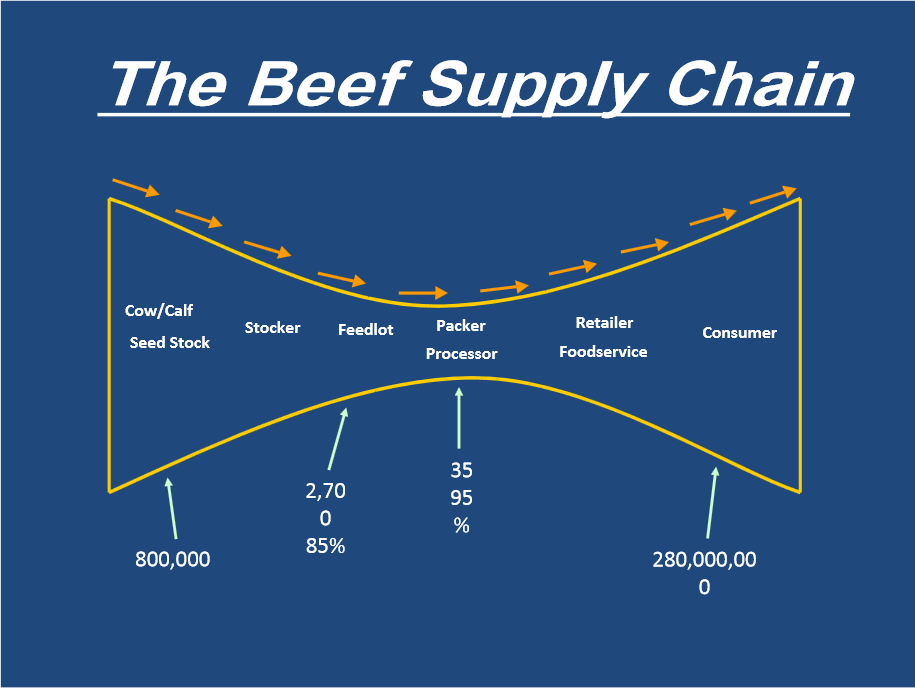 The Beef Supply Chain
Cow/Calf
Seed Stock
Stocker
Feedlot
Packer
Processor
Retailer
Foodservice
Consumer
800,000
2,70
0
85%
35
95
%
280,000,00
0